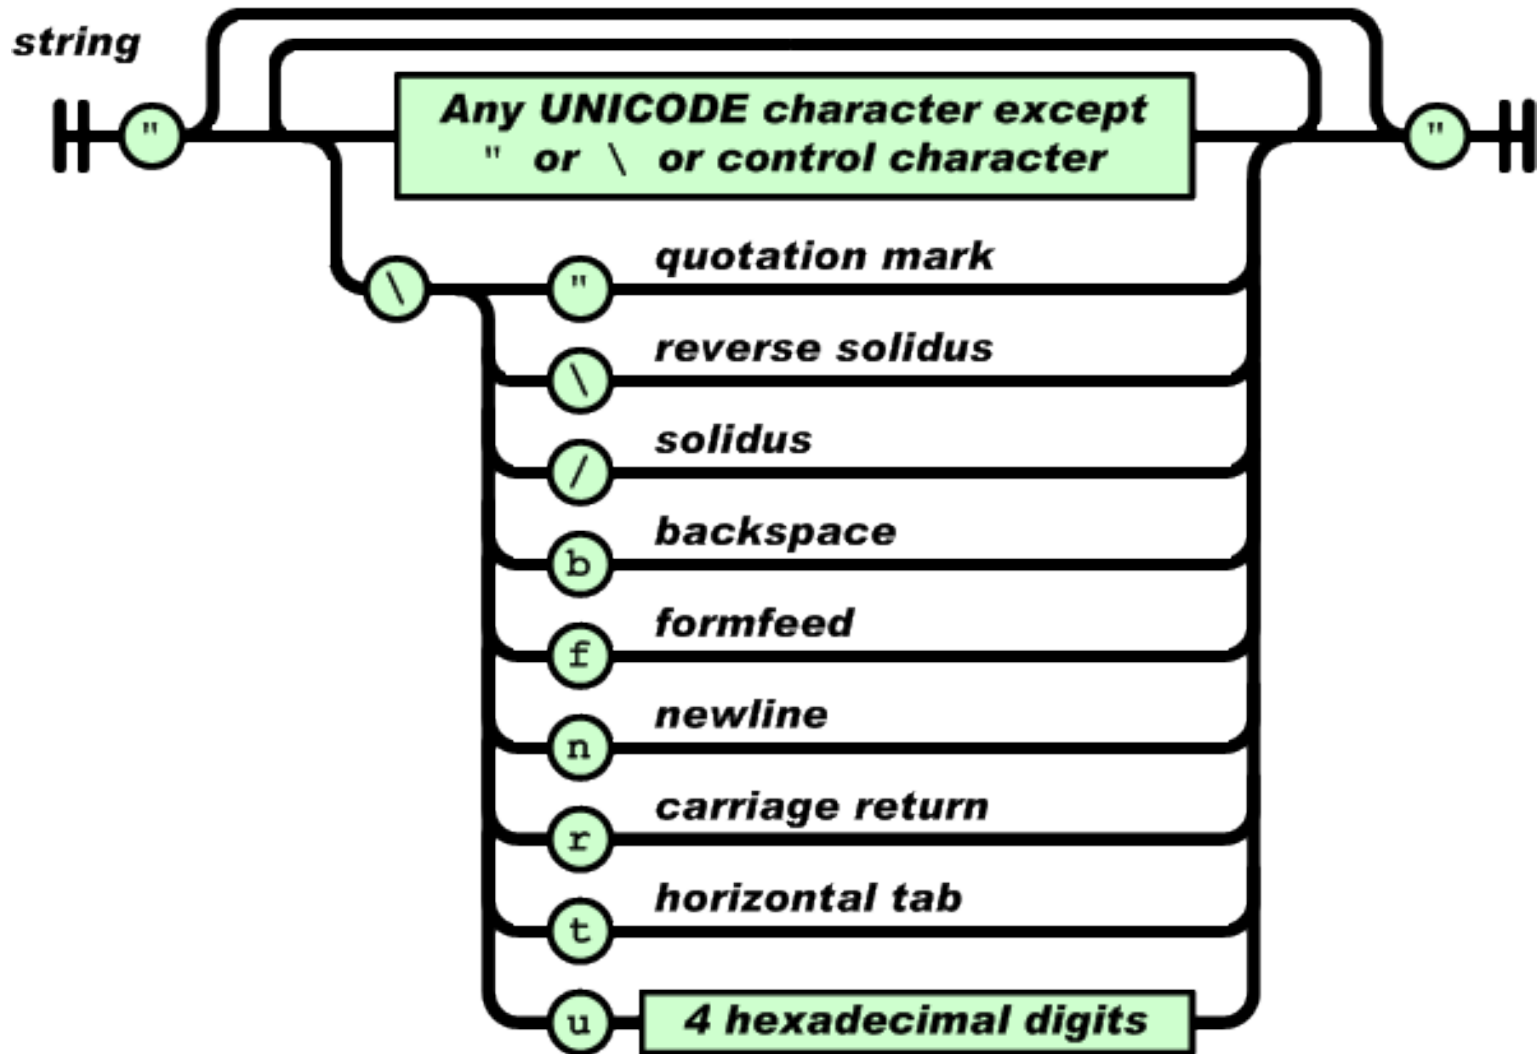 string
"
Any UNICODE character except
" or \ or control character
"
\
" quotation mark
\ reverse solidus
/ solidus
b backspace
f formfeed
n newline
r carriage return
t horizontal tab
u 4 hexadecimal digits